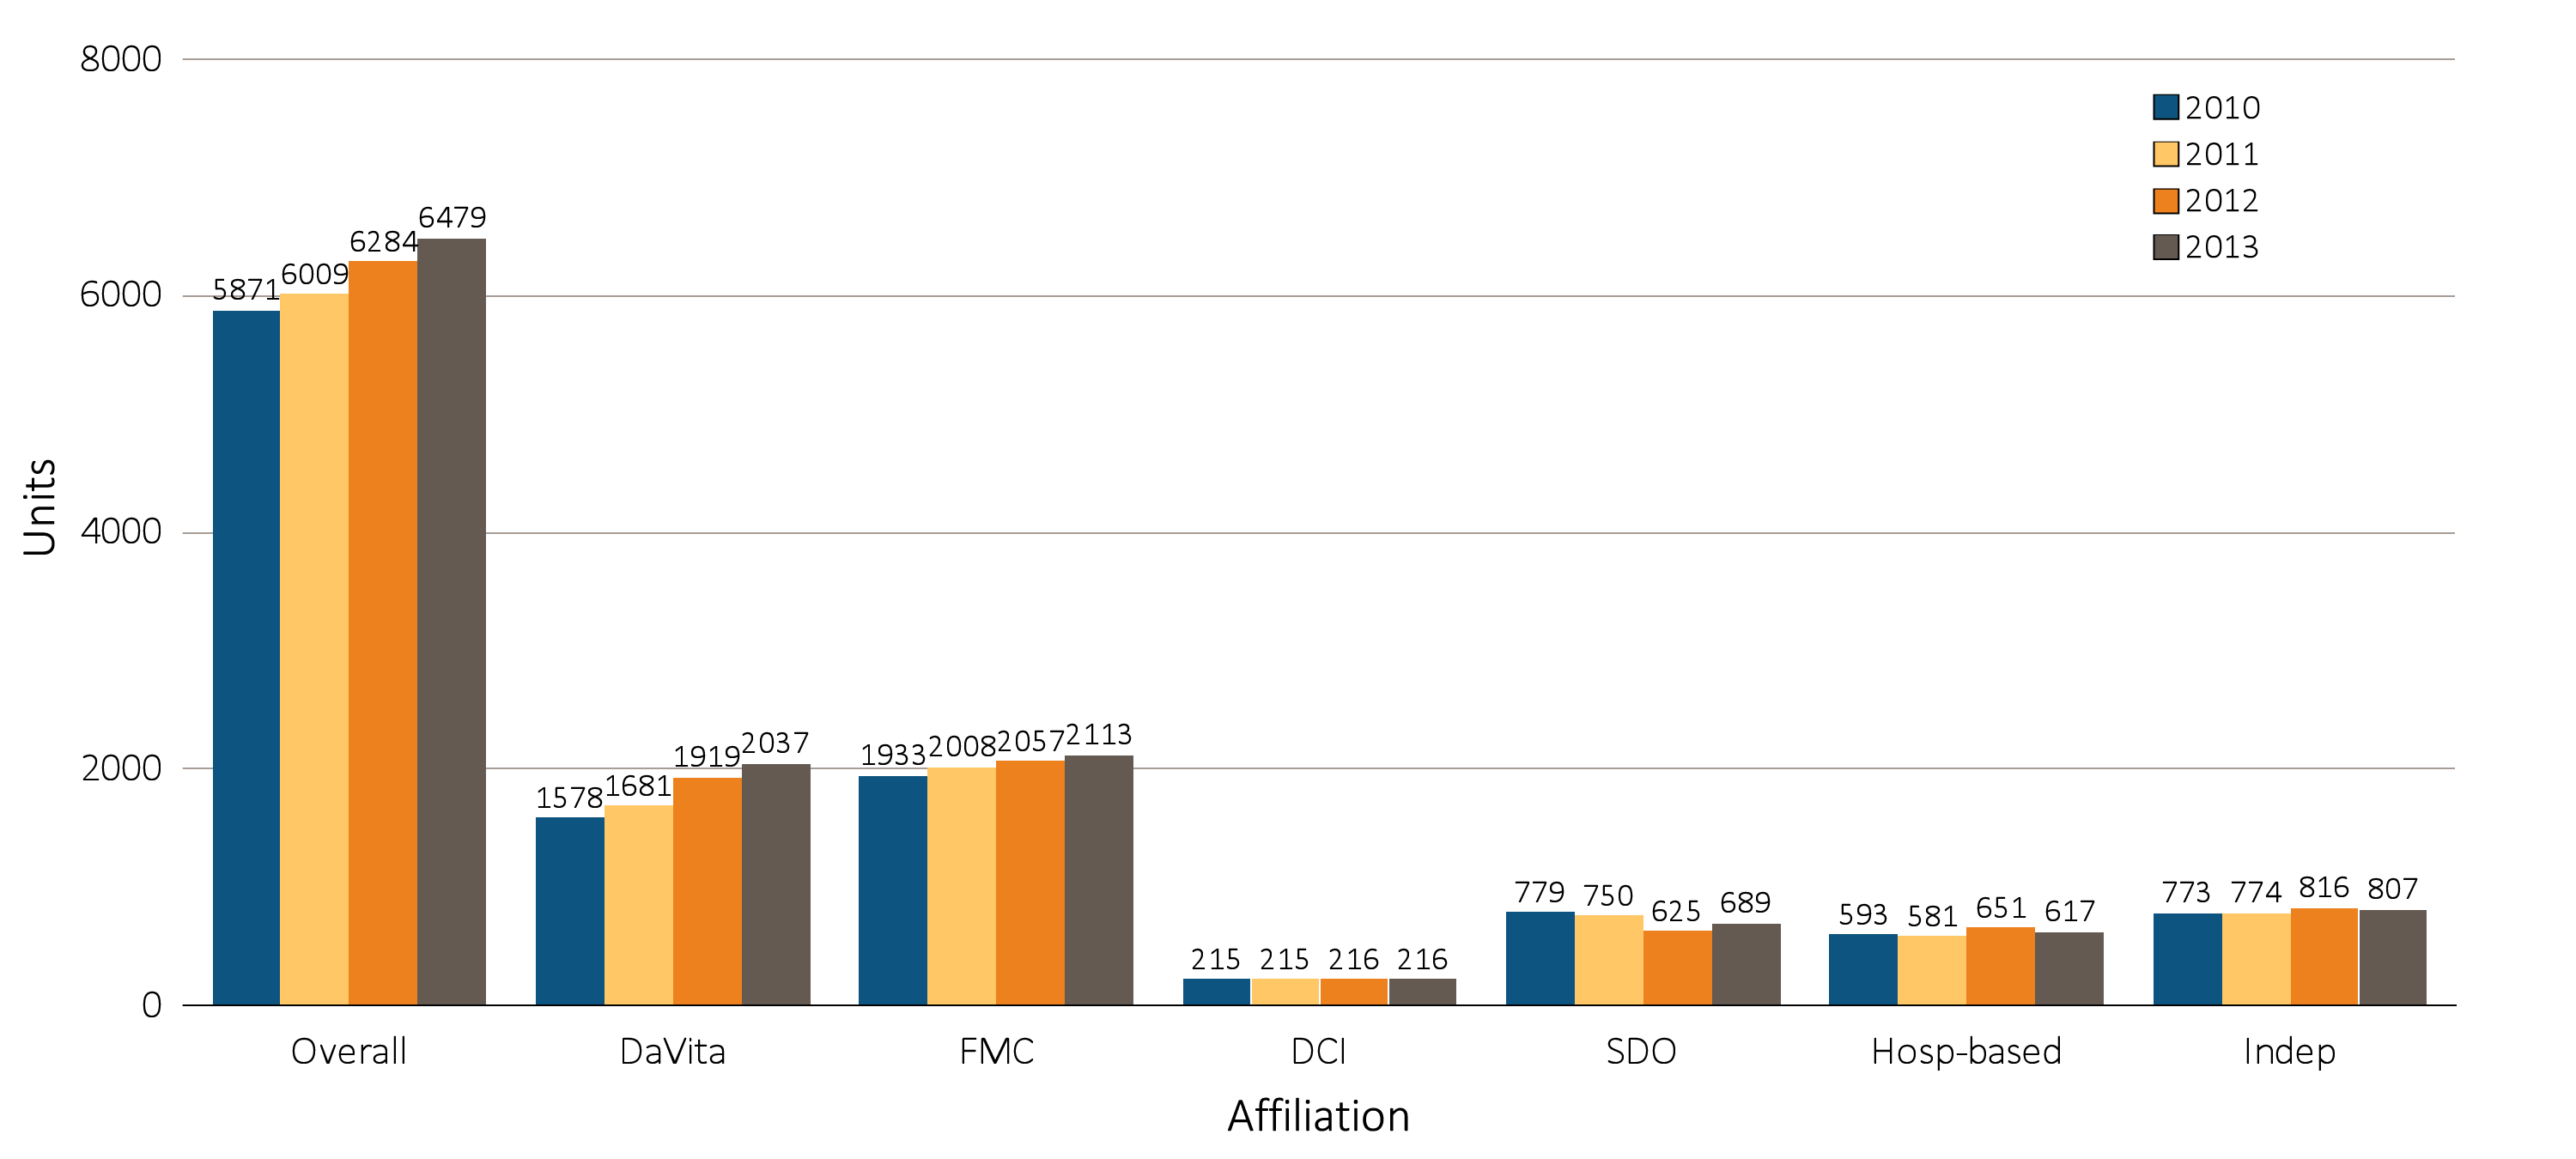 8000
6000
4000
2000
0
Units
2010
2011
2012
2013
5871 6009 6284 6479
1578 1681 1919 2037
1933 2008 2057 2113
215 215 216 216
779 750 625 689
593 581 651 617
773 774 816 807
Overall DaVita FMC DCI SDO Hosp-based Indep
Affiliation